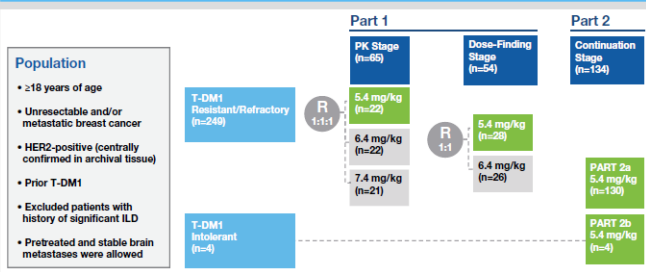 Part 1
Part 2
Population
• ≥18 years of age
• Unresectable and/or
metastatic breast cancer
• HER2-positive (centrally
confirmed in archival tissue)
• Prior T-DM1
• Excluded patients with
history of significant ILD
• Pretreated and stable brain
metastases were allowed
T-DM1
Resistant/Refractory
(n=249)
T-DM1
Intolerant
(n=4)
R
1:1:1
PK Stage
(n=65)
5.4 mg/kg
(n=22)
6.4 mg/kg
(n=22)
7.4 mg/kg
(n=21)
R
1:1
Dose-Finding
Stage
(n=54)
5.4 mg/kg
(n=28)
6.4 mg/kg
(n=26)
Continuation
Stage
(n=134)
PART 2a
5.4 mg/kg
(n=130)
PART 2b
5.4 mg/kg
(n=4)